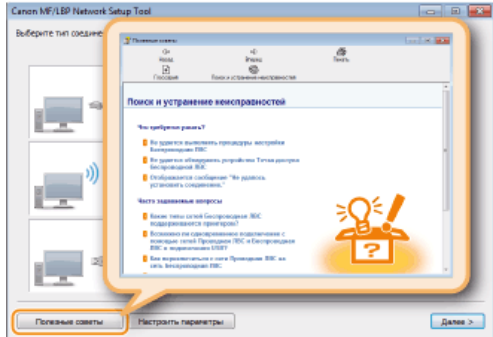 Canon MF/LBP Network Setup Tool
Выберите тип соедине
Полезные советы
Назад
Вперед
Печать
Глоссарий
Поиск и устранение неисправностей
Поиск и устранение неисправностей
Что требуется узнать?
Не удается выполнить процедуры настройки
беспроводной ЛВС
Не удается обнаружить устройства Точка доступа
беспроводной ЛВС
Отображается сообщение "Не удалось
установить соединение."
Часто задаваемые вопросы
Какие типы сетей Беспроводная ЛВС
поддерживаются принтером?
Возможно ли одновременное подключение с
помощью сетей Проводная ЛВС и Беспроводная
ЛВС и подключения USB?
Как переключиться с сети Проводная ЛВС на
сеть Беспроводная ЛВС
?
Полезные советы
Настроить параметры
Далее >